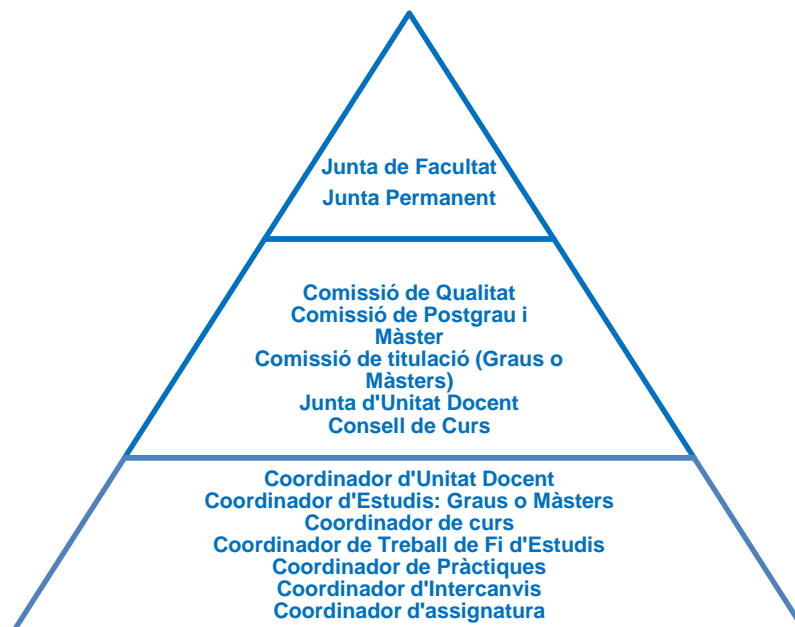 Junta de Facultat
Junta Permanent
Comissió de Qualitat
Comissió de Postgrau i
Màster
Comissió de titulació (Graus o
Màsters)
Junta d'Unitat Docent
Consell de Curs
Coordinador d'Unitat Docent
Coordinador d'Estudis: Graus o Màsters
Coordinador de curs
Coordinador de Treball de Fi d'Estudis
Coordinador de Pràctiques
Coordinador d'Intercanvis
Coordinador d'assignatura